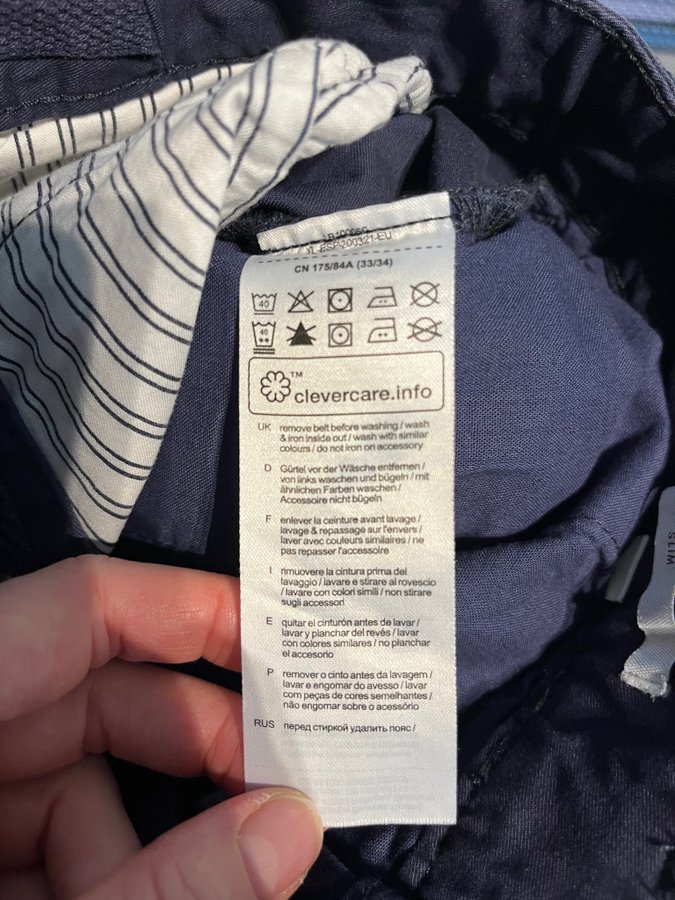 CN 175/84A (33/34)
40
40
™
clevercare.info
UK remove belt before washing / wash
& iron inside out / wash with similar
colours / do not iron on accessory
D Gürtel vor der Wäsche entfernen /
von links waschen und bügeln / mit
ähnlichen Farben waschen /
Accessoire nicht bügeln
F enlever la ceinture avant lavage /
lavage & repassage sur l'envers /
laver avec couleurs similaires / ne
pas repasser l'accessoire
I rimuovere la cintura prima del
lavaggio / lavare e stirare al rovescio
/ lavare con colori simili / non stirare
sugli accessori
E quitar el cinturón antes de lavar /
lavar y planchar del revés / lavar
con colores similares / no planchar
el accesorio
P remover o cinto antes da lavagem /
lavar e engomar do avesso / lavar
com peças de cores semelhantes /
não engomar sobre o acessório
RUS перед стиркой удалить пояс /
SLIM